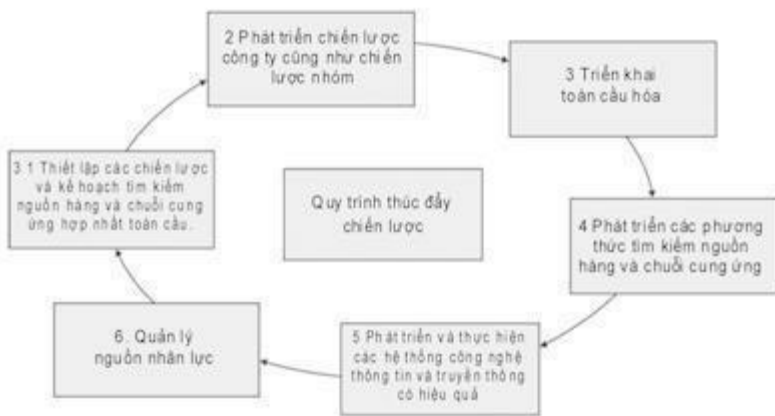 2 Phát triển chiến lược
công ty cũng như chiến
lược nhóm
3 Triển khai
toàn cầu hóa
3 1 Thiết lập các chiến lược
và kế hoạch tìm kiếm
nguồn hàng và chuỗi cung
ứng hợp nhất toàn cầu.
Quy trình thúc đẩy
chiến lược
4 Phát triển các phương
thức tìm kiếm nguồn
hàng và chuỗi cung ứng
6. Quản lý
nguồn nhân lực
5 Phát triển và thực hiện
các hệ thống công nghệ
thông tin và truyền thông
có hiệu quả